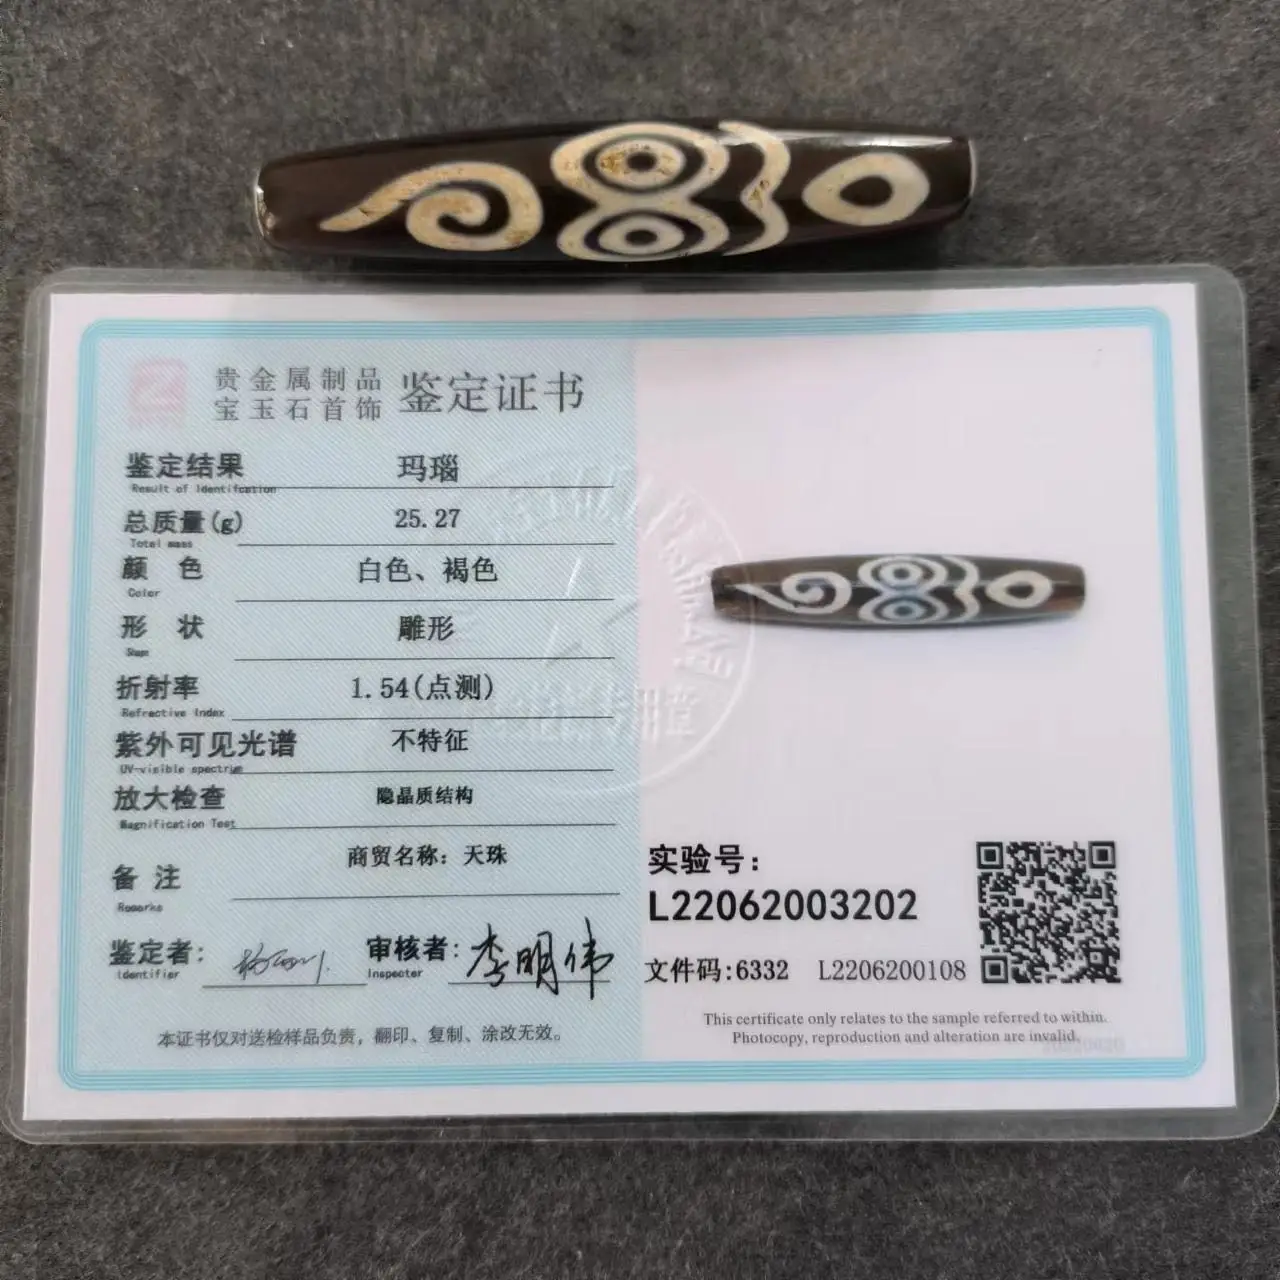 贵金属制品
宝玉石首饰
鉴定证书
鉴定结果 玛瑙
Result of Identifcation
总质量(g) 25.27
Total mass
颜 色 白色、褐色
Color
形 状 雕形
Shape
折射率 1.54(点测)
Refractive Index
紫外可见光谱 不特征
UV-visible spectrum
放大检查 隐晶质结构
Magnification Test
备 注 商贸名称：天珠
Remarks
鉴定者：
Identifier
审核者： 李明伟
Inspector
本证书仅对送检样品负责，翻印、复制、涂改无效。
实验号：
L22062003202
文件码:6332 L2206200108
This certificate only relates to the sample referred to within.
Photocopy, reproduction and alteration are invalid.